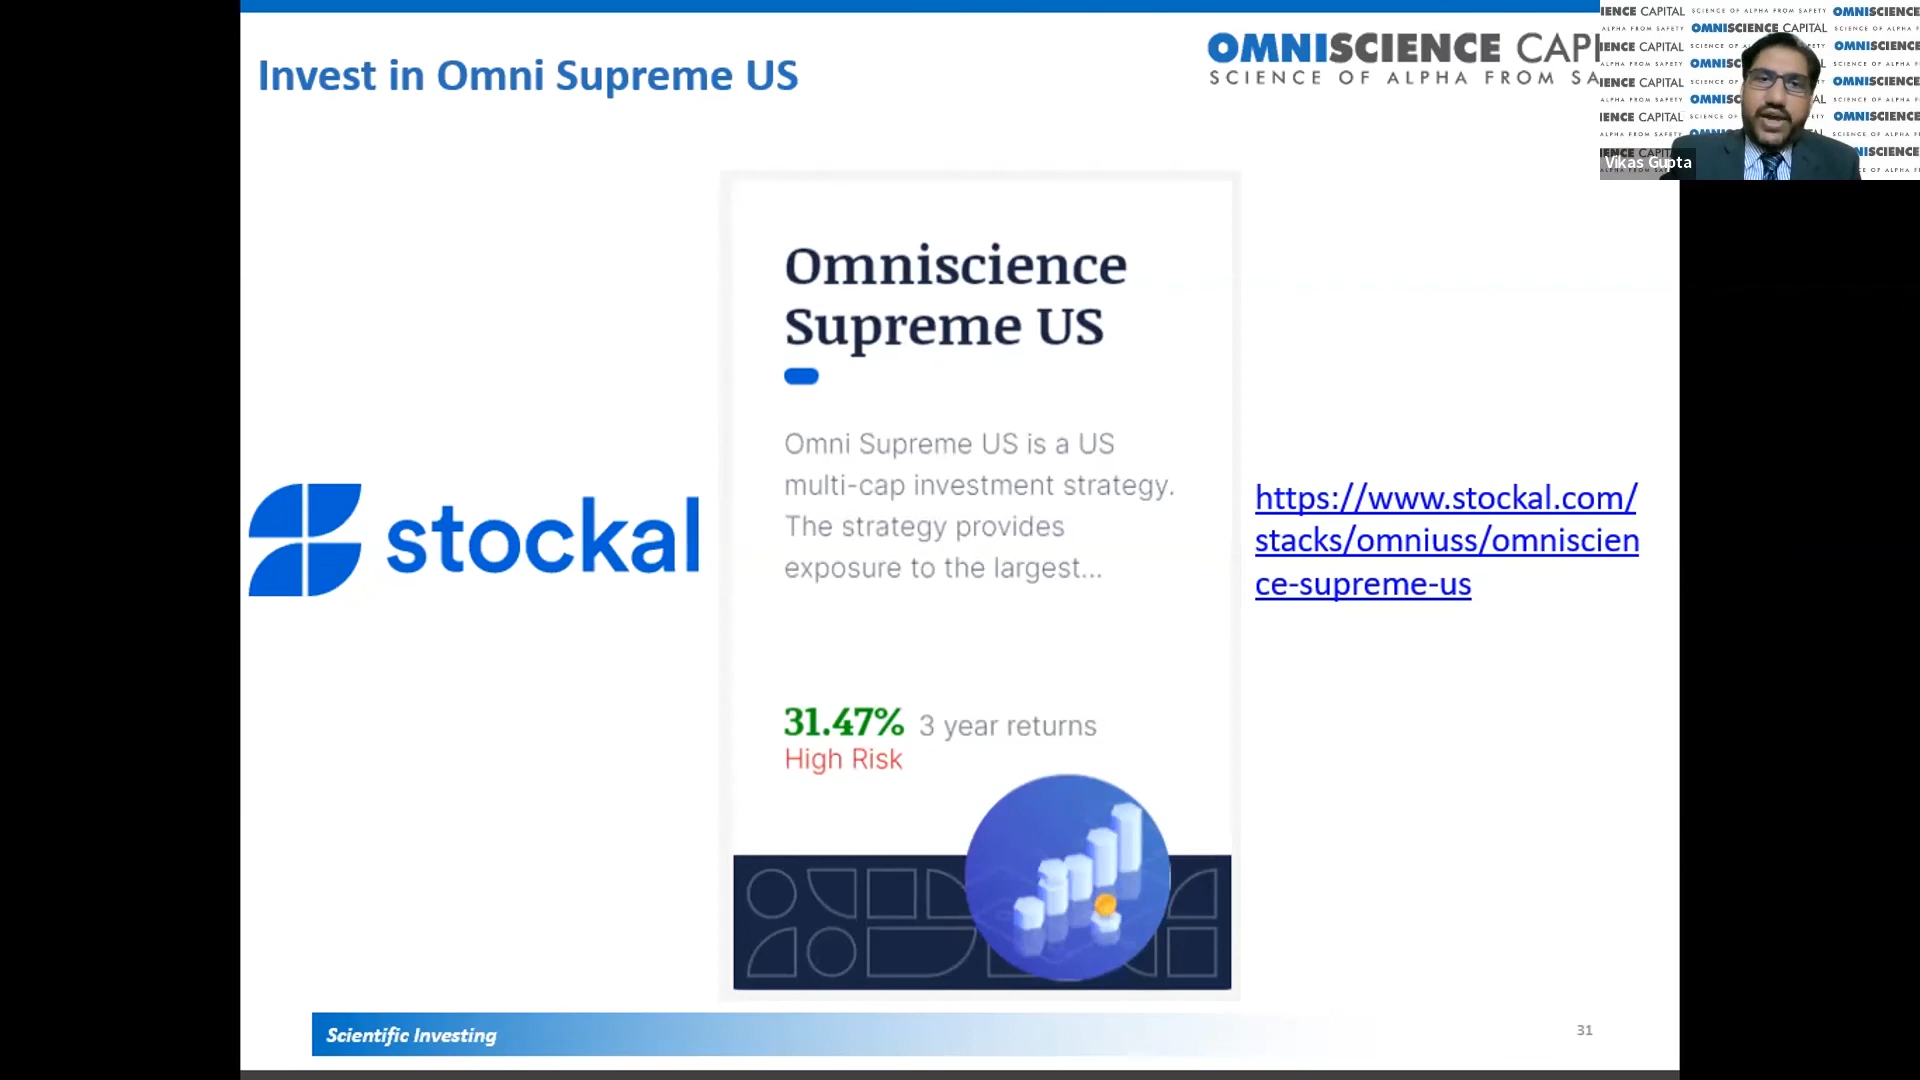 Invest in Omni Supreme US
OMNISCIENCE CAPI
SCIENCE OF ALPHA FROM SA
Vikas Gupta
Omniscience
Supreme US
Omni Supreme US is a US
multi-cap investment strategy.
The strategy provides
exposure to the largest...
31.47% 3 year returns
High Risk
stockal
https://www.stockal.com/
stacks/omniuss/omniscien
ce-supreme-us
Scientific Investing
31